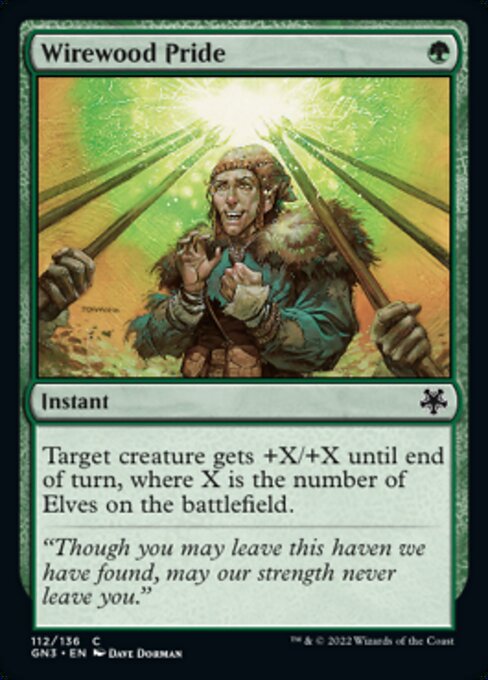 Wirewood Pride
Instant
Target creature gets +X/+X until end
of turn, where X is the number of
Elves on the battlefield.
“Though you may leave this haven we
have found, may our strength never
leave you.”
112/136 C
GN3 • EN Dave Dorman
™ & © 2022 Wizards of the Coast